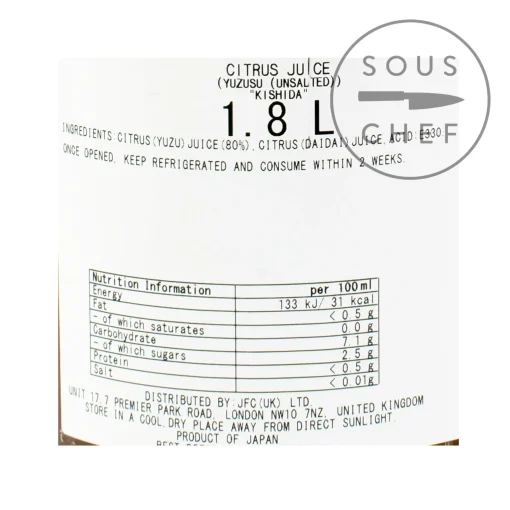 CITRUS JUICE
(YUZUSU (UNSALTED))
"KISHIDA"
1.8 L
SOUS
CHEF
INGREDIENTS:CITRUS(YUZU)JUICE(80%), CITRUS(DAIDAI)JUICE, ACID:E330
ONCE OPENED, KEEP REFRIGERATED AND CONSUME WITHIN 2 WEEKS.
Nutrition Information per 100ml
Energy 133 kJ/ 31 kcal
Fat < 0.5 g
- of which saturates 0.0 g
Carbohydrate 7.1 g
- of which sugars 2.5 g
Protein < 0.5 g
Salt < 0.01g
DISTRIBUTED BY:JFC(UK) LTD.
UNIT 17,7 PREMIER PARK ROAD, LONDON NW10 7NZ, UNITED KINGDOM
STORE IN A COOL,DRY PLACE AWAY FROM DIRECT SUNLIGHT.
PRODUCT OF JAPAN